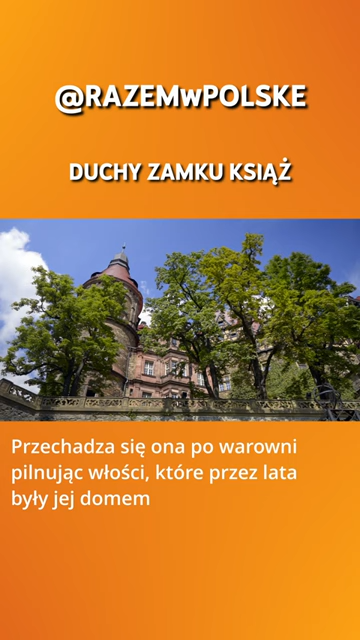 @RAZEMwPOLSKE
DUCHY ZAMKU KSIĄŻ
Przechadza się ona po warowni
pilnując włości, które przez lata
były jej domem